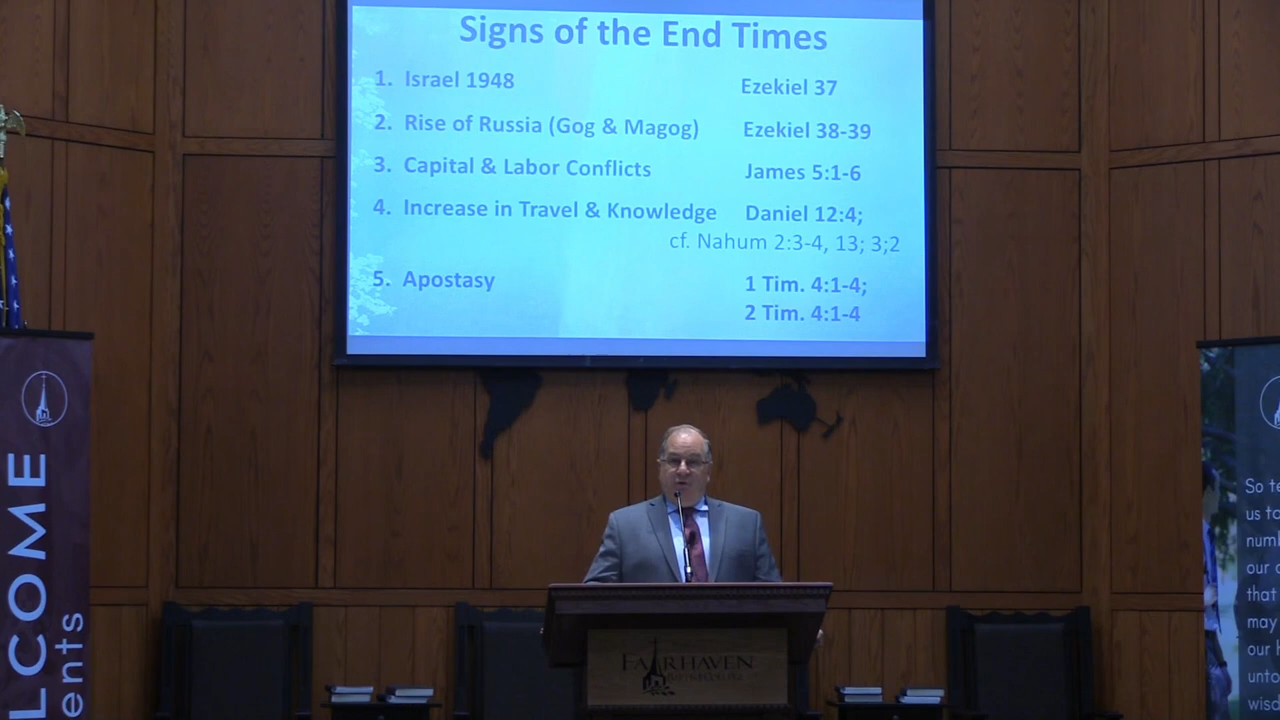 Signs of the End Times
1. Israel 1948 Ezekiel 37
2. Rise of Russia (Gog & Magog) Ezekiel 38-39
3. Capital & Labor Conflicts James 5:1-6
4. Increase in Travel & Knowledge Daniel 12:4;
cf. Nahum 2:3-4, 13; 3;2
5. Apostasy 1 Tim. 4:1-4;
2 Tim. 4:1-4
LCOME
ents
FAIRHAVEN
So te
us to
numb
our d
that
may
our h
unto
wisd